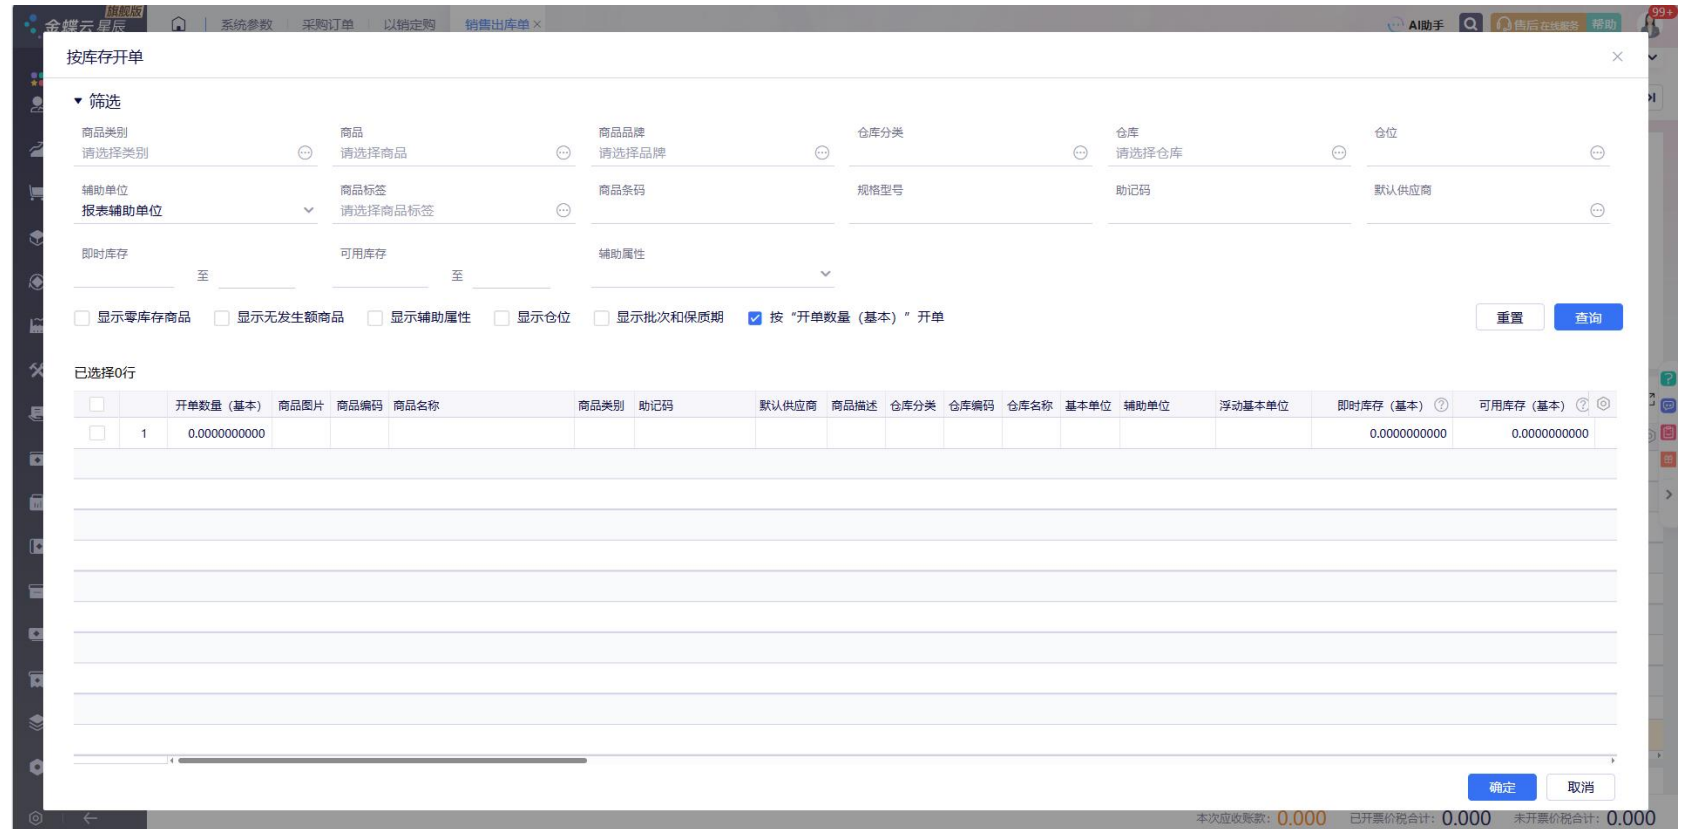 旗舰版
金蝶云·星辰 系统参数 采购订单 以销定购 销售出库单 × AI助手 售后在线服务 帮助 99+
按库存开单
筛选
商品类别 商品 商品品牌 仓库分类 仓库 仓位
请选择类别 请选择商品 请选择品牌 请选择仓库
辅助单位 商品标签 商品条码 规格型号 助记码 默认供应商
报表辅助单位 请选择商品标签
即时库存 可用库存 辅助属性
至 至
显示零库存商品 显示无发生额商品 显示辅助属性 显示仓位 显示批次和保质期 按“开单数量（基本）”开单 重置 查询
已选择0行
开单数量（基本） 商品图片 商品编码 商品名称 商品类别 助记码 默认供应商 商品描述 仓库分类 仓库编码 仓库名称 基本单位 辅助单位 浮动基本单位 即时库存（基本） 可用库存（基本）
1 0.0000000000 0.0000000000 0.0000000000
确定 取消
本次应收账款: 0.000 已开票价税合计: 0.000 未开票价税合计: 0.000